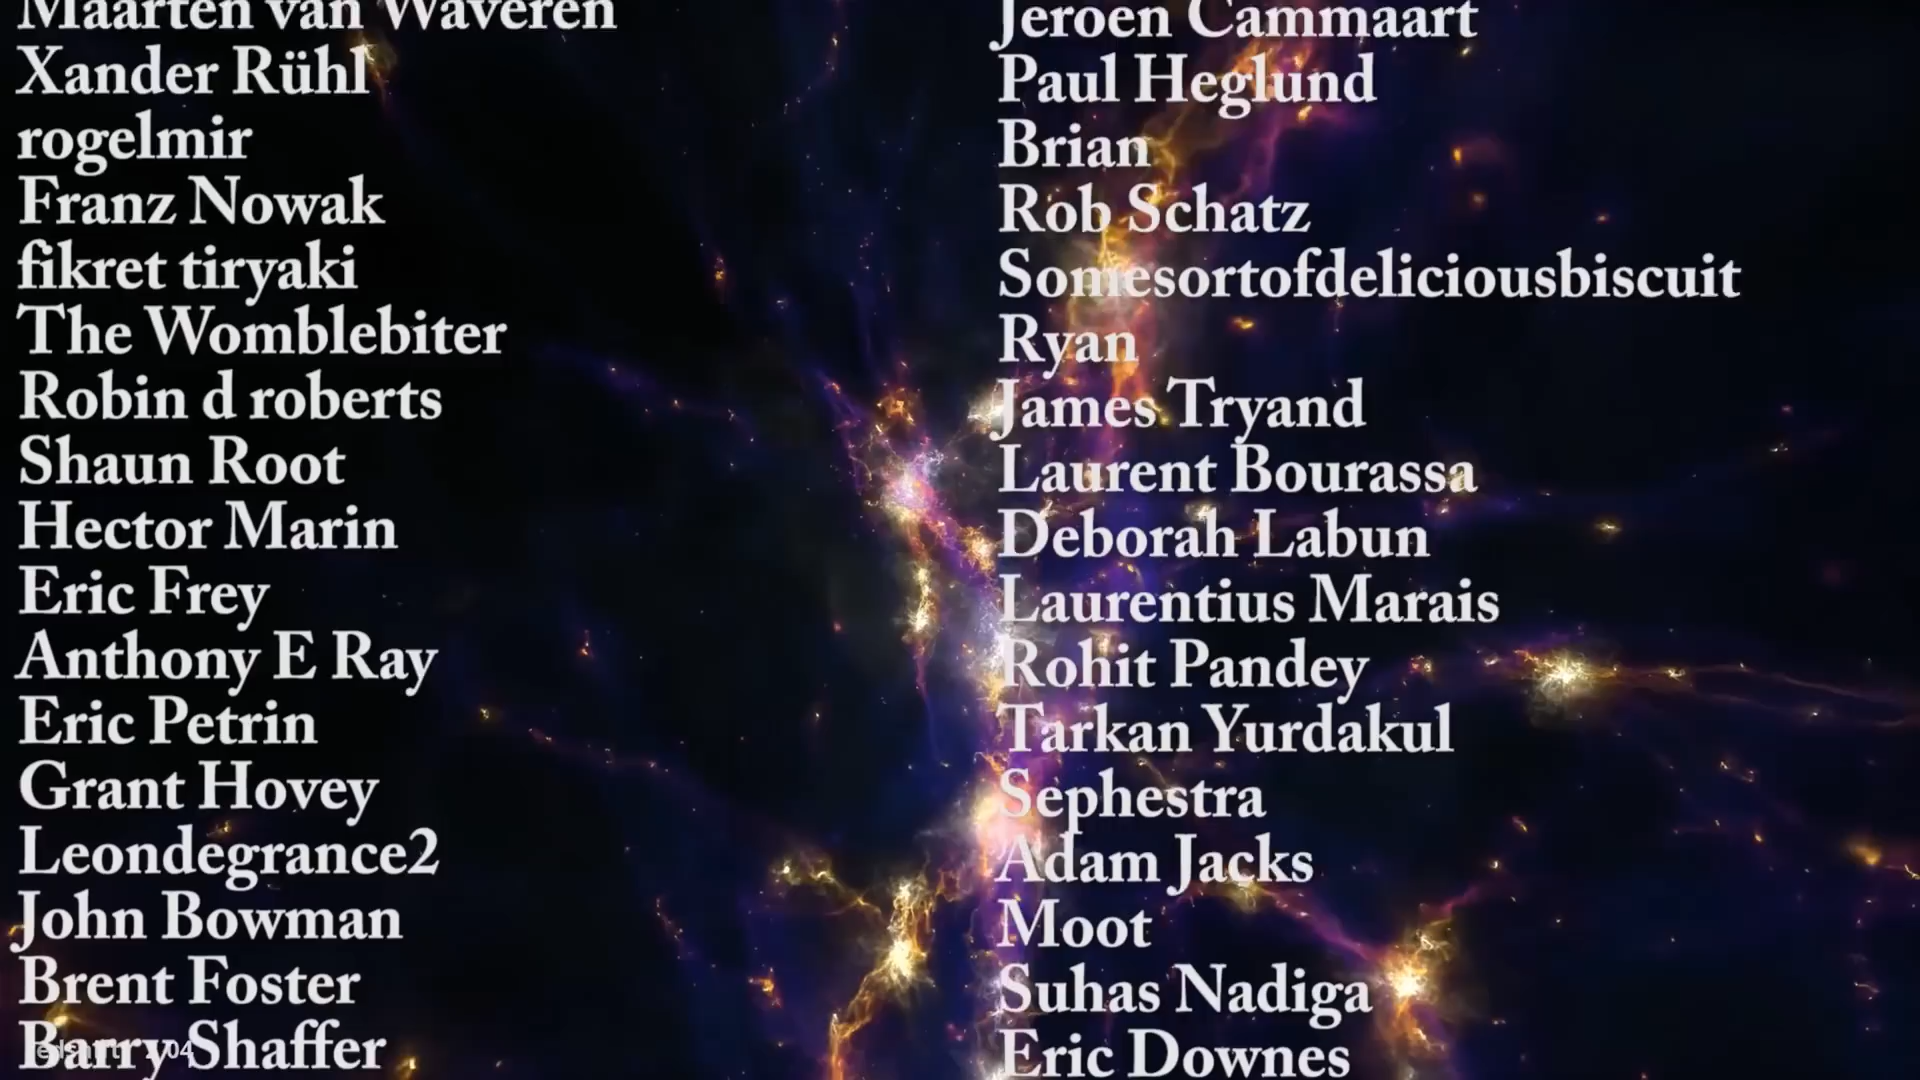 Maarten van Waveren
Xander Rühl
rogelmir
Franz Nowak
fikret tiryaki
The Womblebiter
Robin d roberts
Shaun Root
Hector Marin
Eric Frey
Anthony E Ray
Eric Petrin
Grant Hovey
Leondegrance2
John Bowman
Brent Foster
Barry Shaffer
Jeroen Cammaart
Paul Heglund
Brian
Rob Schatz
Somesortofdeliciousbiscuit
Ryan
James Tryand
Laurent Bourassa
Deborah Labun
Laurentius Marais
Rohit Pandey
Tarkan Yurdakul
Sephestra
Adam Jacks
Moot
Suhas Nadiga
Eric Downes